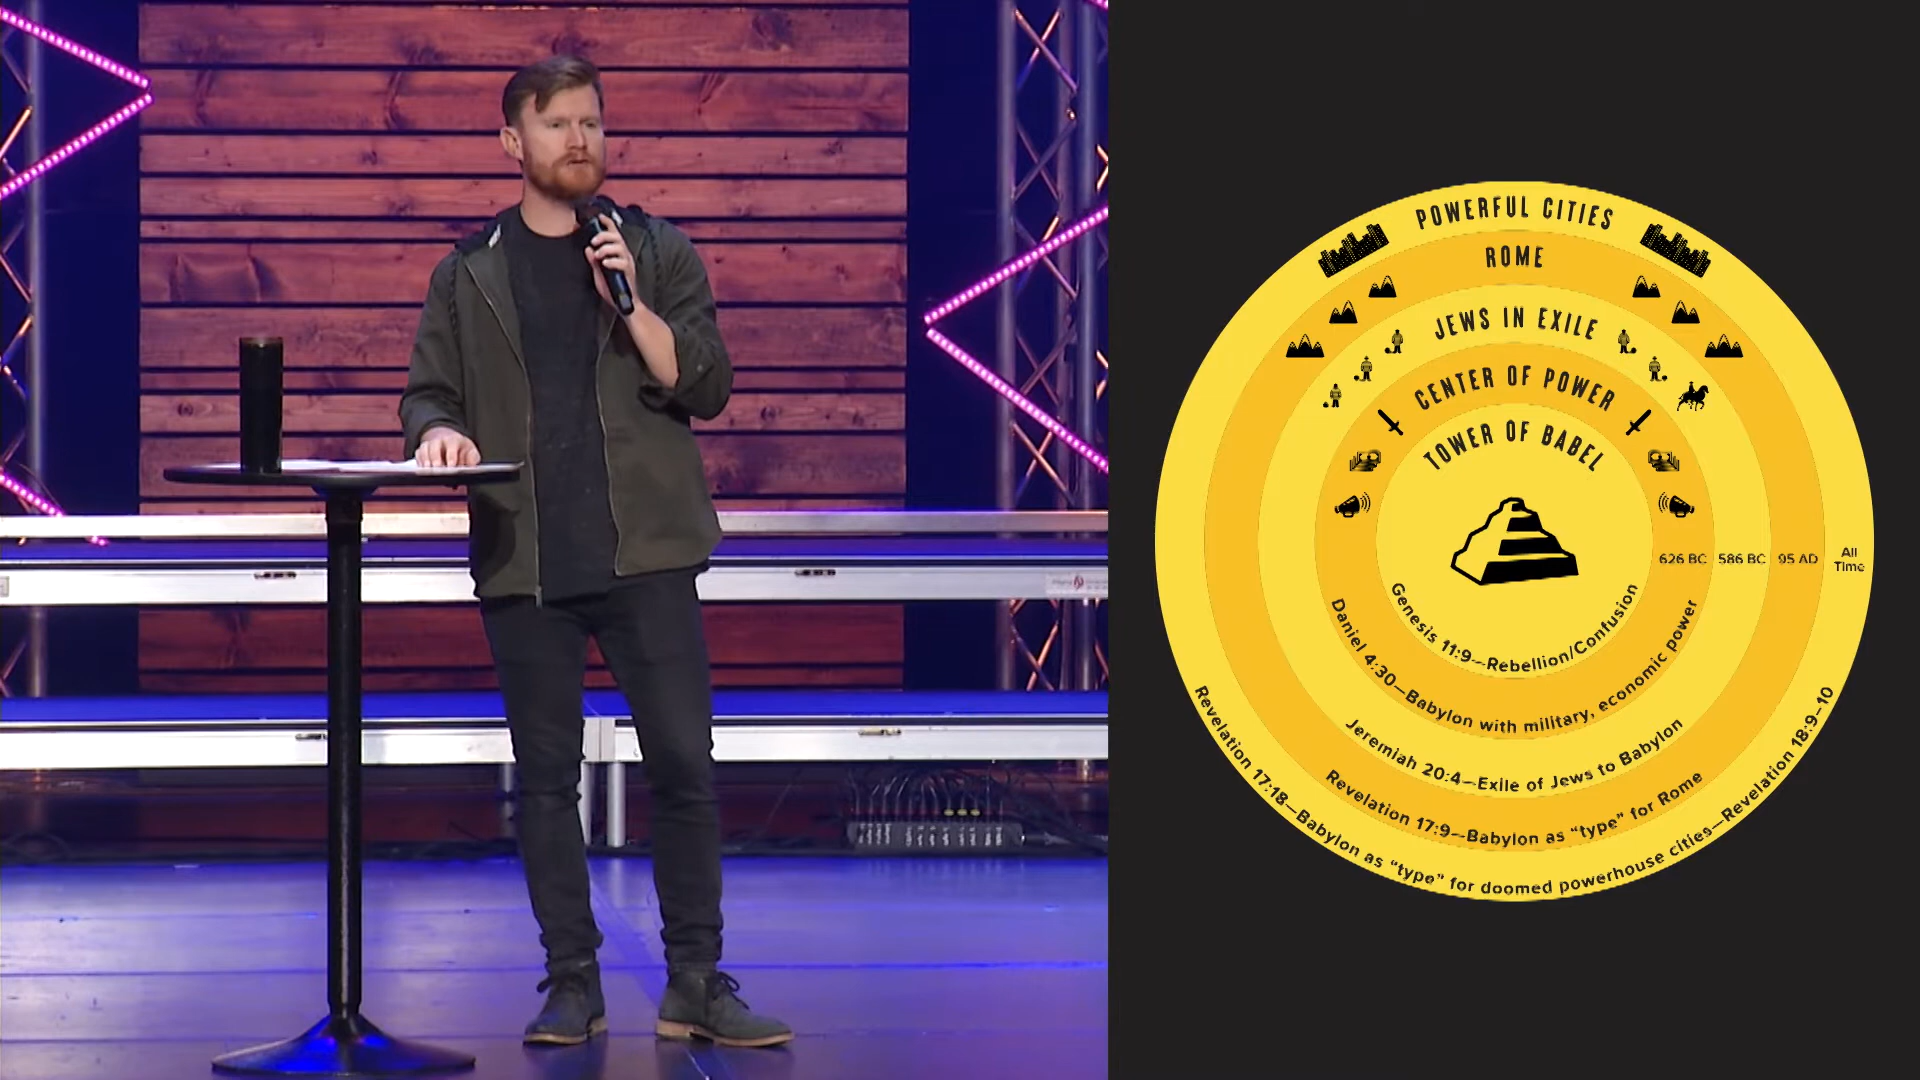 POWERFUL CITIES
ROME
JEWS IN EXILE
CENTER OF POWER
TOWER OF BABEL
626 BC
586 BC
95 AD
All
Time
Genesis 11:9—Rebellion/Confusion
Daniel 4:30—Babylon with military, economic power
Jeremiah 20:4—Exile of Jews to Babylon
Revelation 17:9—Babylon as “type” for Rome
Revelation 17:18—Babylon as “type” for doomed powerhouse cities—Revelation 18:9–10